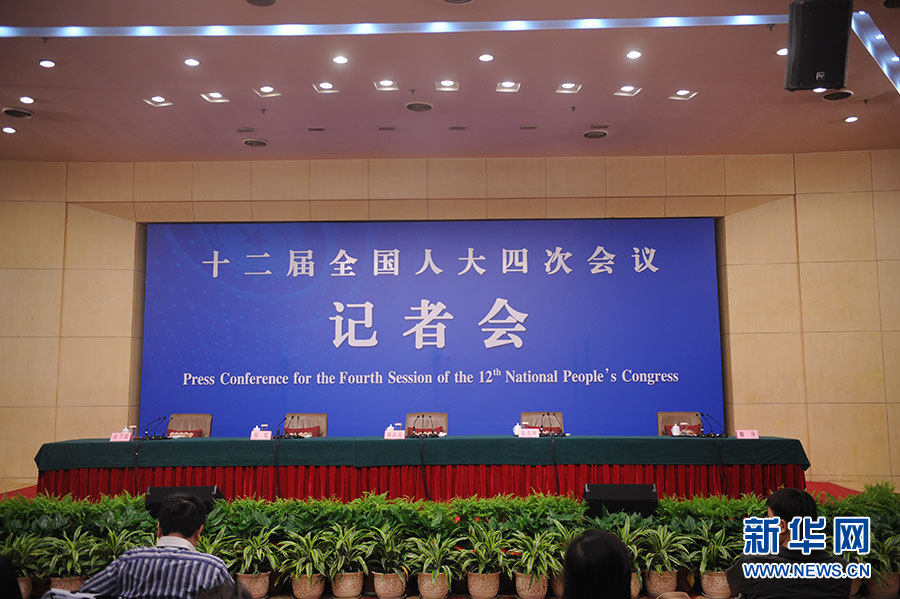 十二届全国人大四次会议
记者会
Press Conference for the Fourth Session of the 12th National People's Congress
新华网
WWW.NEWS.CN